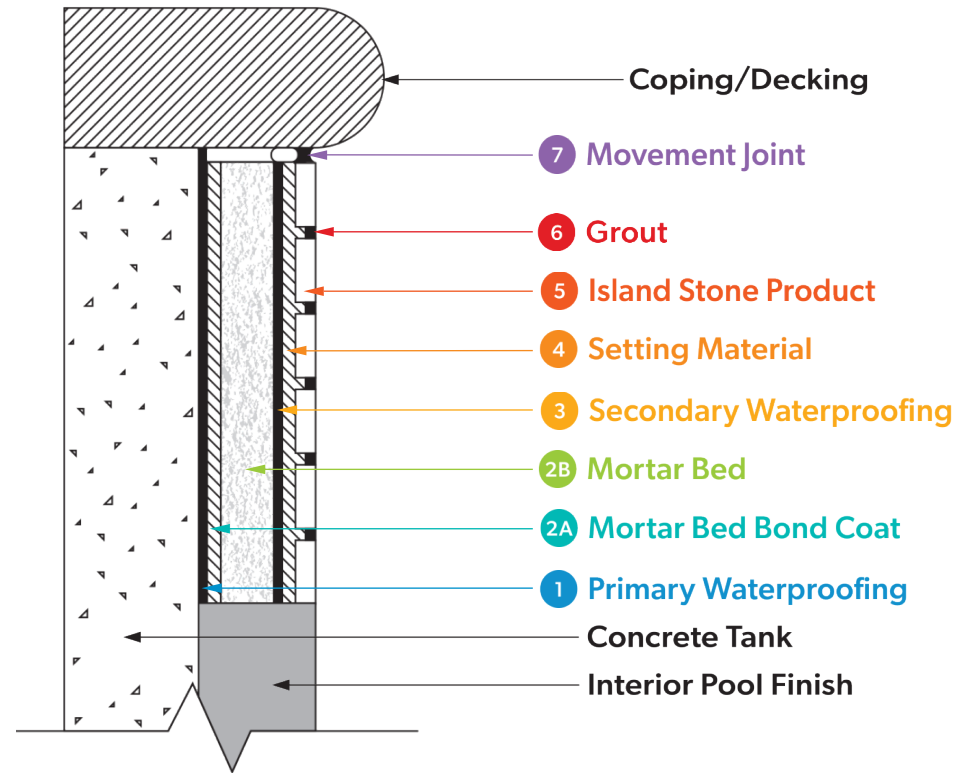 Coping/Decking
7 Movement Joint
6 Grout
5 Island Stone Product
4 Setting Material
3 Secondary Waterproofing
2B Mortar Bed
2A Mortar Bed Bond Coat
1 Primary Waterproofing
Concrete Tank
Interior Pool Finish